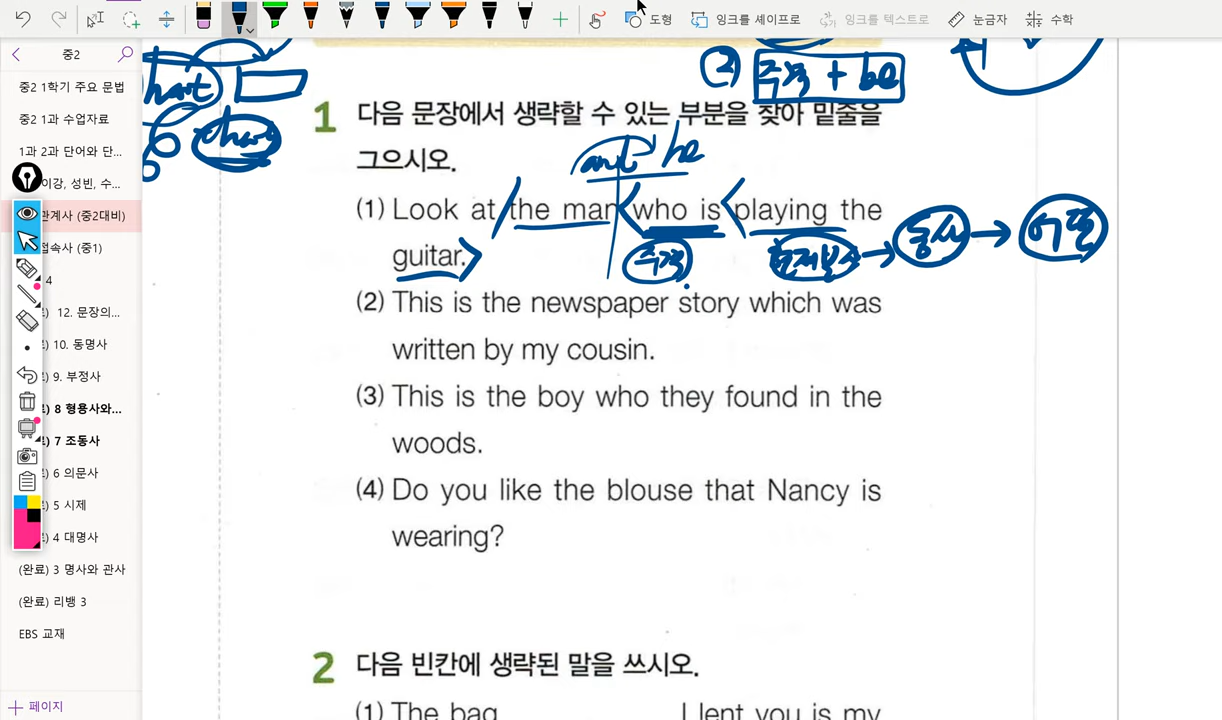 도형
잉크를 셰이프로
잉크를 텍스트로
눈금자
수학
중2
중2 1학기 주요 문법
중2 1과 수업자료
1과 2과 단어와 단...
이강, 성빈, 수...
관계사 (중2대비)
접속사 (중1)
4
) 12. 문장의...
) 10. 동명사
) 9. 부정사
) 8 형용사와...
) 7 조동사
) 6 의문사
) 5 시제
) 4 대명사
(완료) 3 명사와 관사
(완료) 리뱅 3
EBS 교재
페이지
(2) 주격 + be
1 다음 문장에서 생략할 수 있는 부분을 찾아 밑줄을
그으시오.
and he
(1) Look at the man who is playing the
guitar.
주격
현재분사 → 동사 → 어떤
(2) This is the newspaper story which was
written by my cousin.
(3) This is the boy who they found in the
woods.
(4) Do you like the blouse that Nancy is
wearing?
2 다음 빈칸에 생략된 말을 쓰시오.
(1) The bag ________ I lent you is my